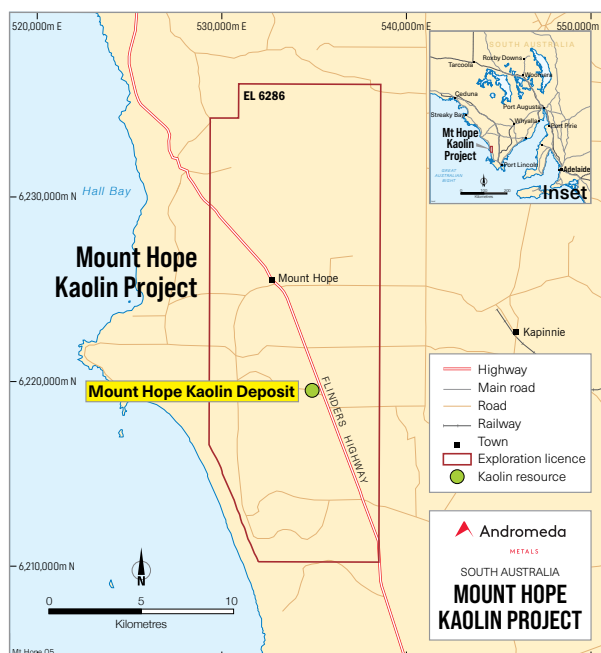 520,000m E
530,000m E
540,000m E
550,000m E
EL 6286
6,230,000m N
Hall Bay
Mount Hope
Kaolin Project
Mount Hope
Kapinnie
6,220,000m N
Mount Hope Kaolin Deposit
FLINDERS HIGHWAY
6,210,000m N
N
0 5 10
Kilometres
Mt Hope 05
SOUTH AUSTRALIA
Roxby Downs
Tarcoola
Woomera
Ceduna
Port Augusta
Streaky Bay
Whyalla
Port Pirie
Mt Hope
Kaolin
Project
Port Lincoln
Adelaide
GREAT
AUSTRALIAN
BIGHT
Kilometres
Inset
Highway
Main road
Road
Railway
Town
Exploration licence
Kaolin resource
Andromeda
METALS
SOUTH AUSTRALIA
MOUNT HOPE
KAOLIN PROJECT